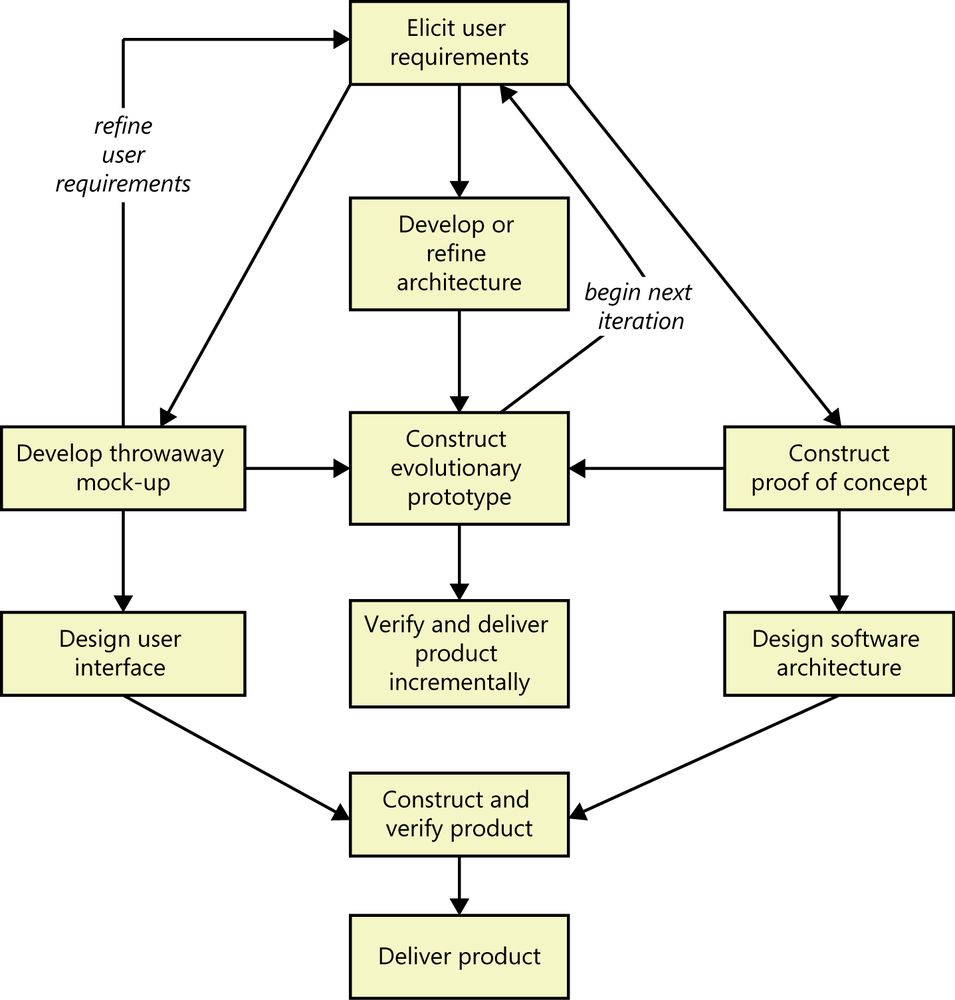 Elicit user
requirements
refine
user
requirements
Develop or
refine
architecture
begin next
iteration
Develop throwaway
mock-up
Construct
evolutionary
prototype
Construct
proof of concept
Design user
interface
Verify and deliver
product
incrementally
Design software
architecture
Construct and
verify product
Deliver product